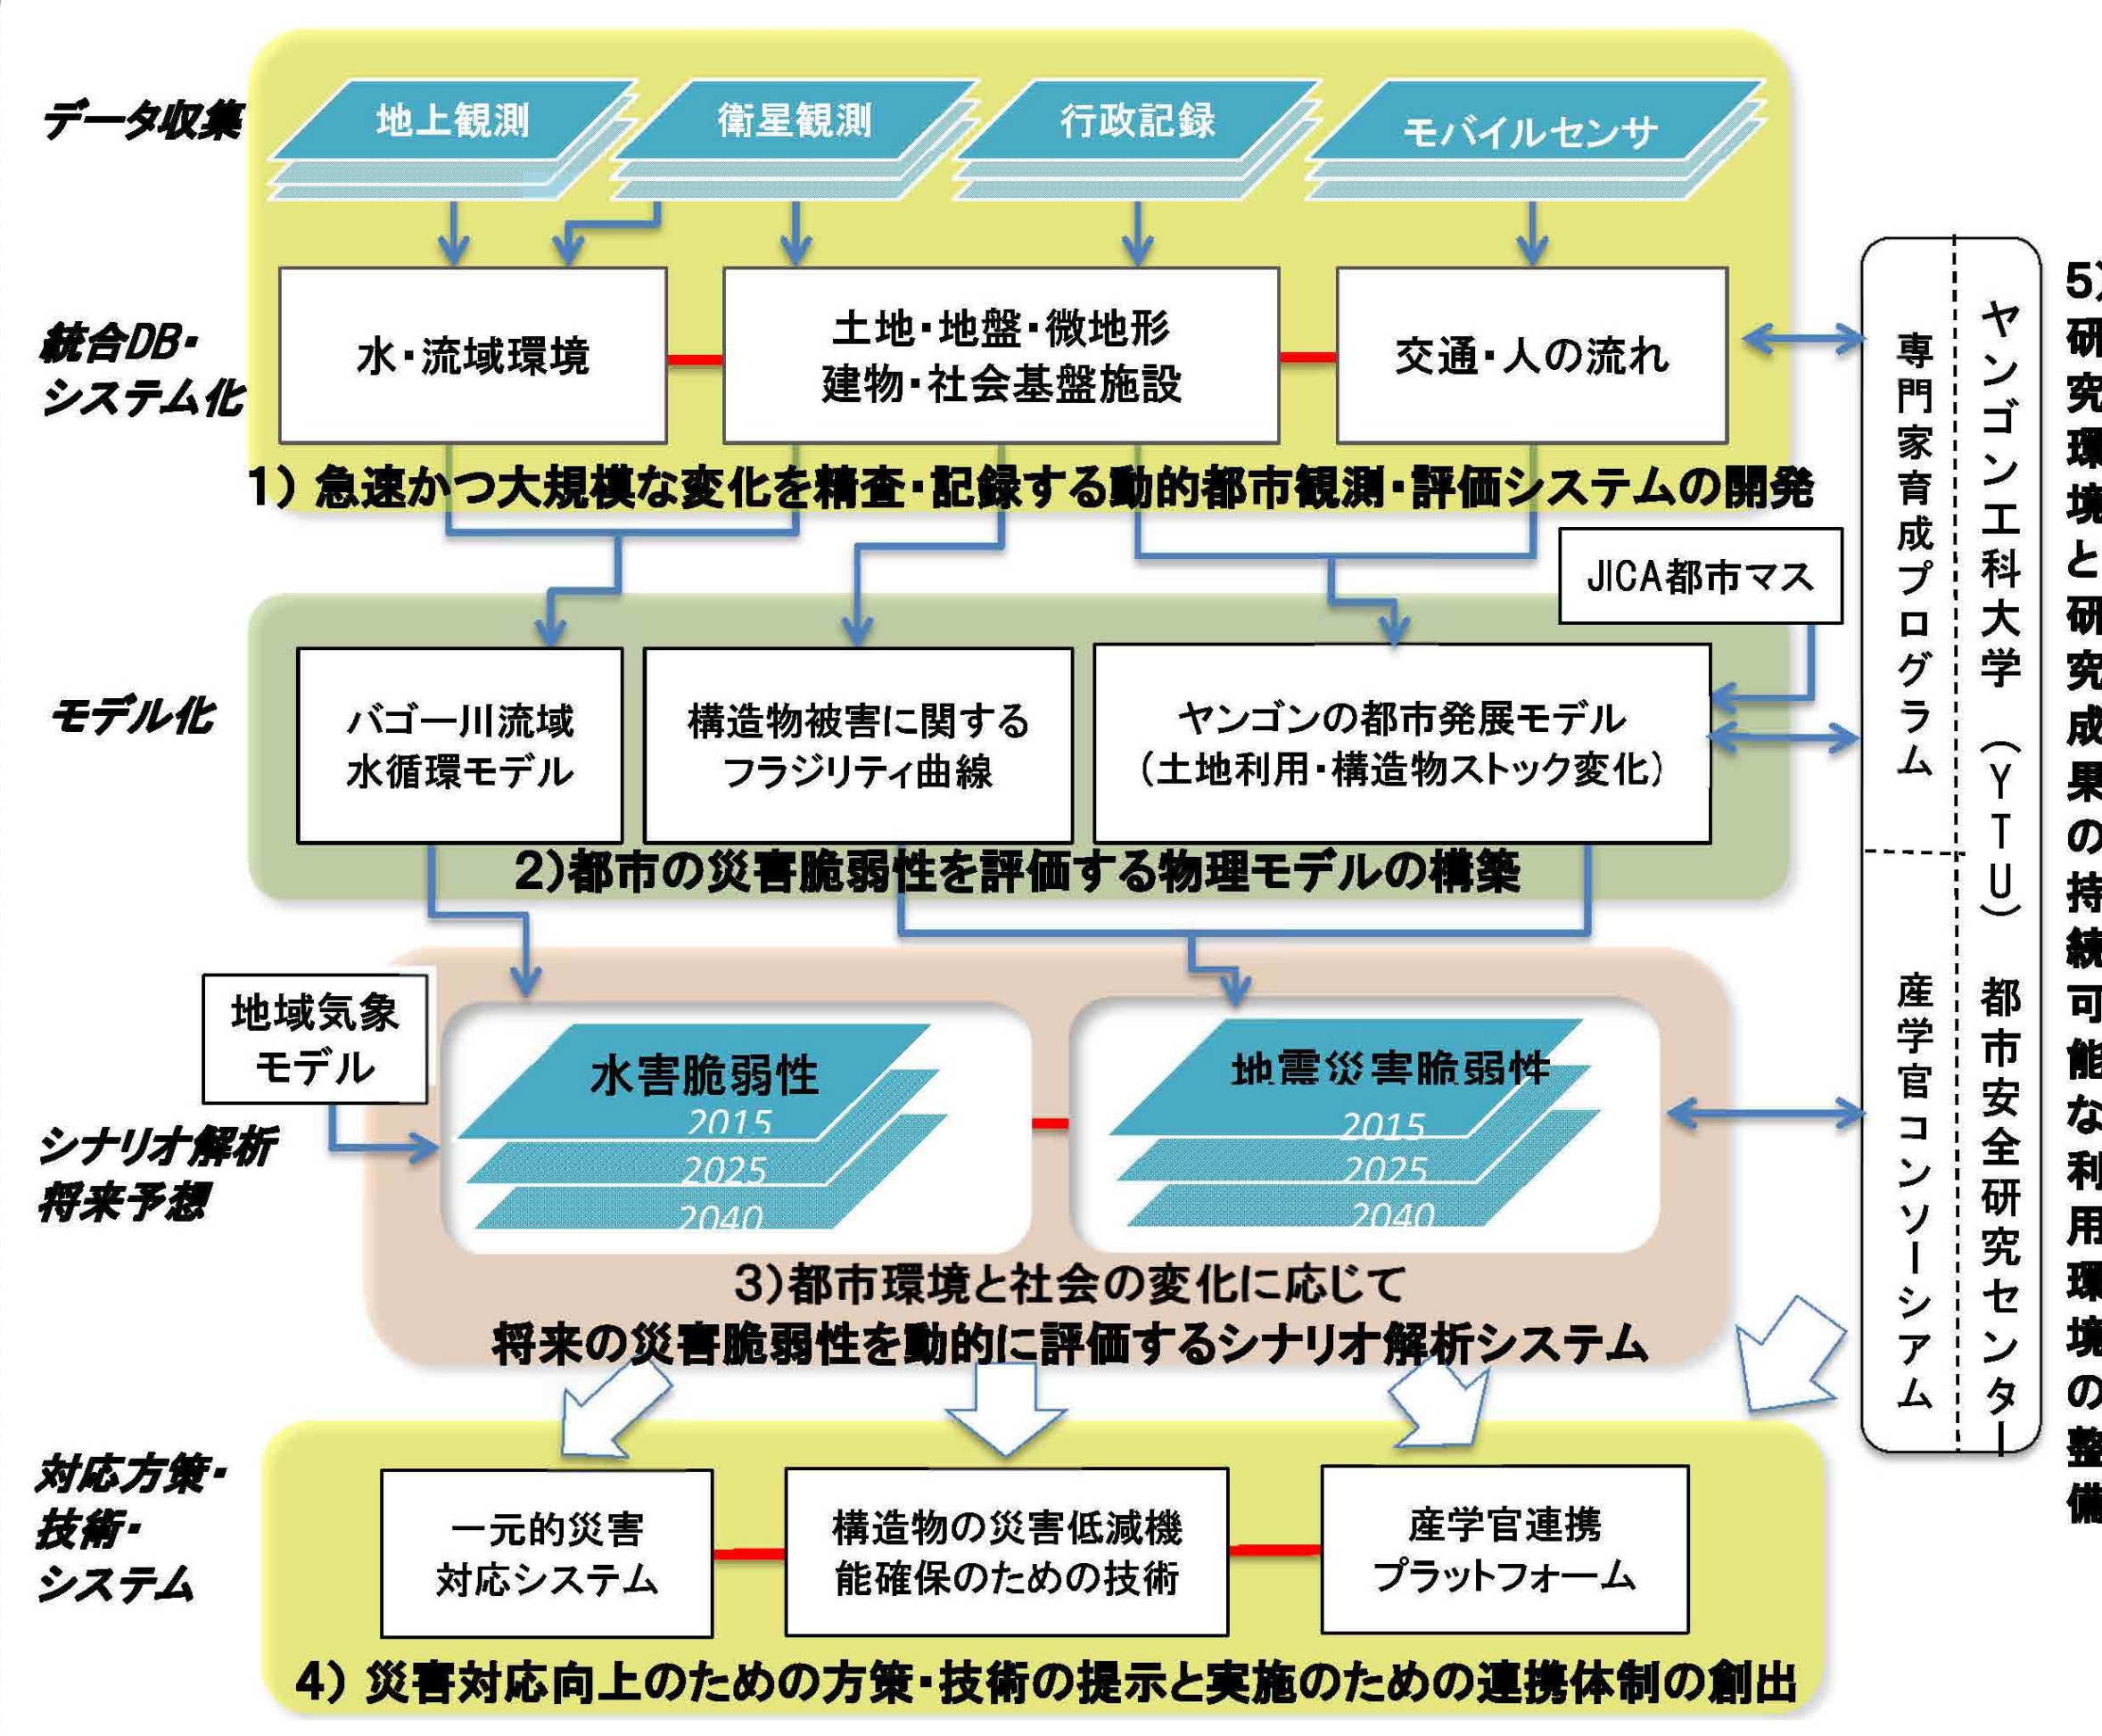 データ収集
地上観測
衛星観測
行政記録
モバイルセンサ
統合DB・
システム化
水・流域環境
土地・地盤・微地形
建物・社会基盤施設
交通・人の流れ
1) 急速かつ大規模な変化を精査・記録する動的都市観測・評価システムの開発
JICA都市マス
モデル化
バゴー川流域
水循環モデル
構造物被害に関する
フラジリティ曲線
ヤンゴンの都市発展モデル
(土地利用・構造物ストック変化)
2)都市の災害脆弱性を評価する物理モデルの構築
地域気象
モデル
シナリオ解析
将来予想
水害脆弱性
2015
2025
2040
地震災害脆弱性
2015
2025
2040
3)都市環境と社会の変化に応じて
将来の災害脆弱性を動的に評価するシナリオ解析システム
対応方策・
技術・
システム
一元的災害
対応システム
構造物の災害低減機
能確保のための技術
産学官連携
プラットフォーム
4) 災害対応向上のための方策・技術の提示と実施のための連携体制の創出
専門家育成プログラム
産学官コンソーシアム
ヤンゴン工科大学（YTU）都市安全研究センター
5)研究環境と研究成果の持続可能な利用環境の整備